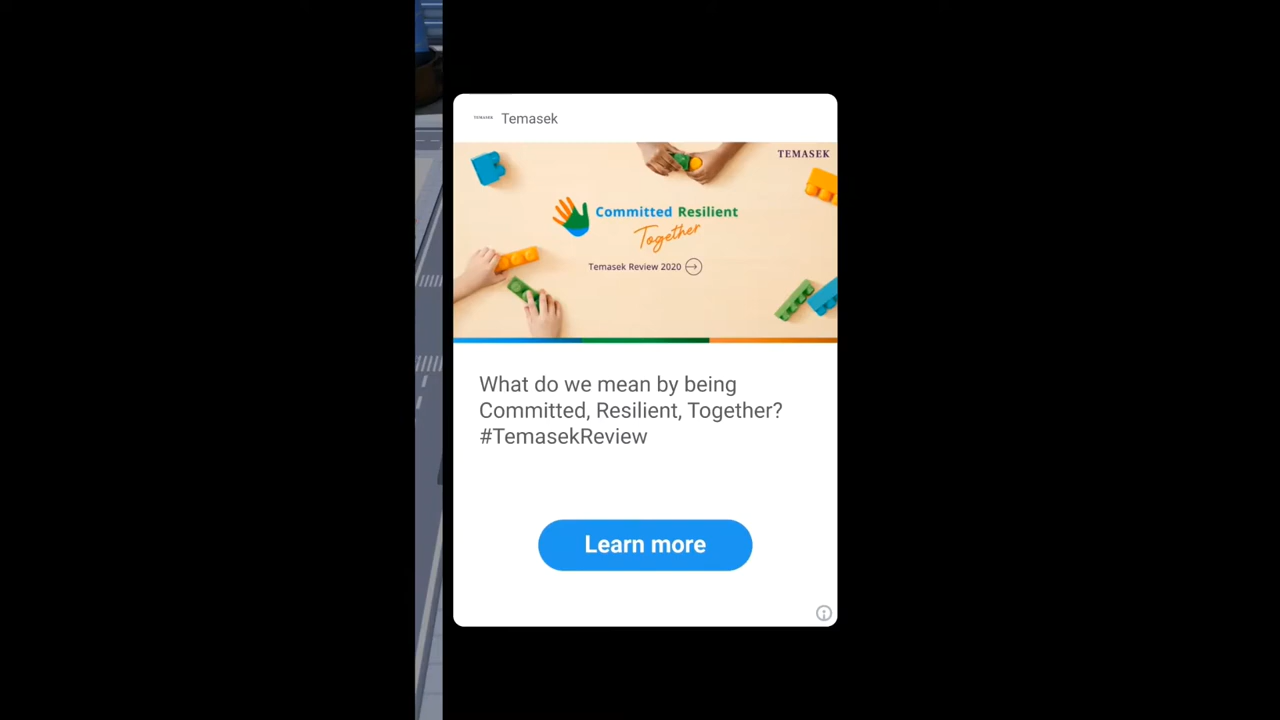 TEMASEK
Temasek
TEMASEK
Committed Resilient
Together
Temasek Review 2020
What do we mean by being
Committed, Resilient, Together?
#TemasekReview
Learn more